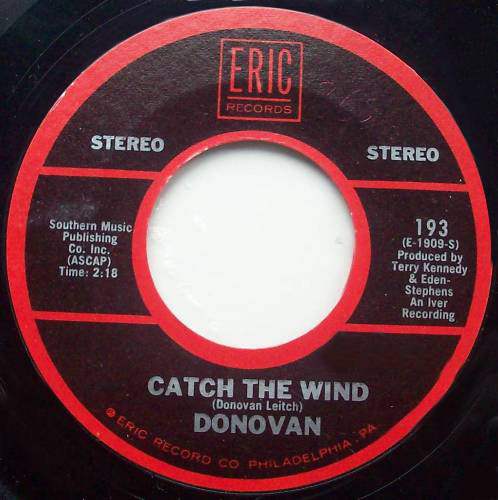 ERIC
RECORDS
STEREO
STEREO
Southern Music
Publishing
Co. Inc.
(ASCAP)
Time: 2:18
193
(E-1909-S)
Produced by
Terry Kennedy
& Eden-
Stephens
An Iver
Recording
CATCH THE WIND
(Donovan Leitch)
DONOVAN
® ERIC RECORD CO PHILADELPHIA, PA.